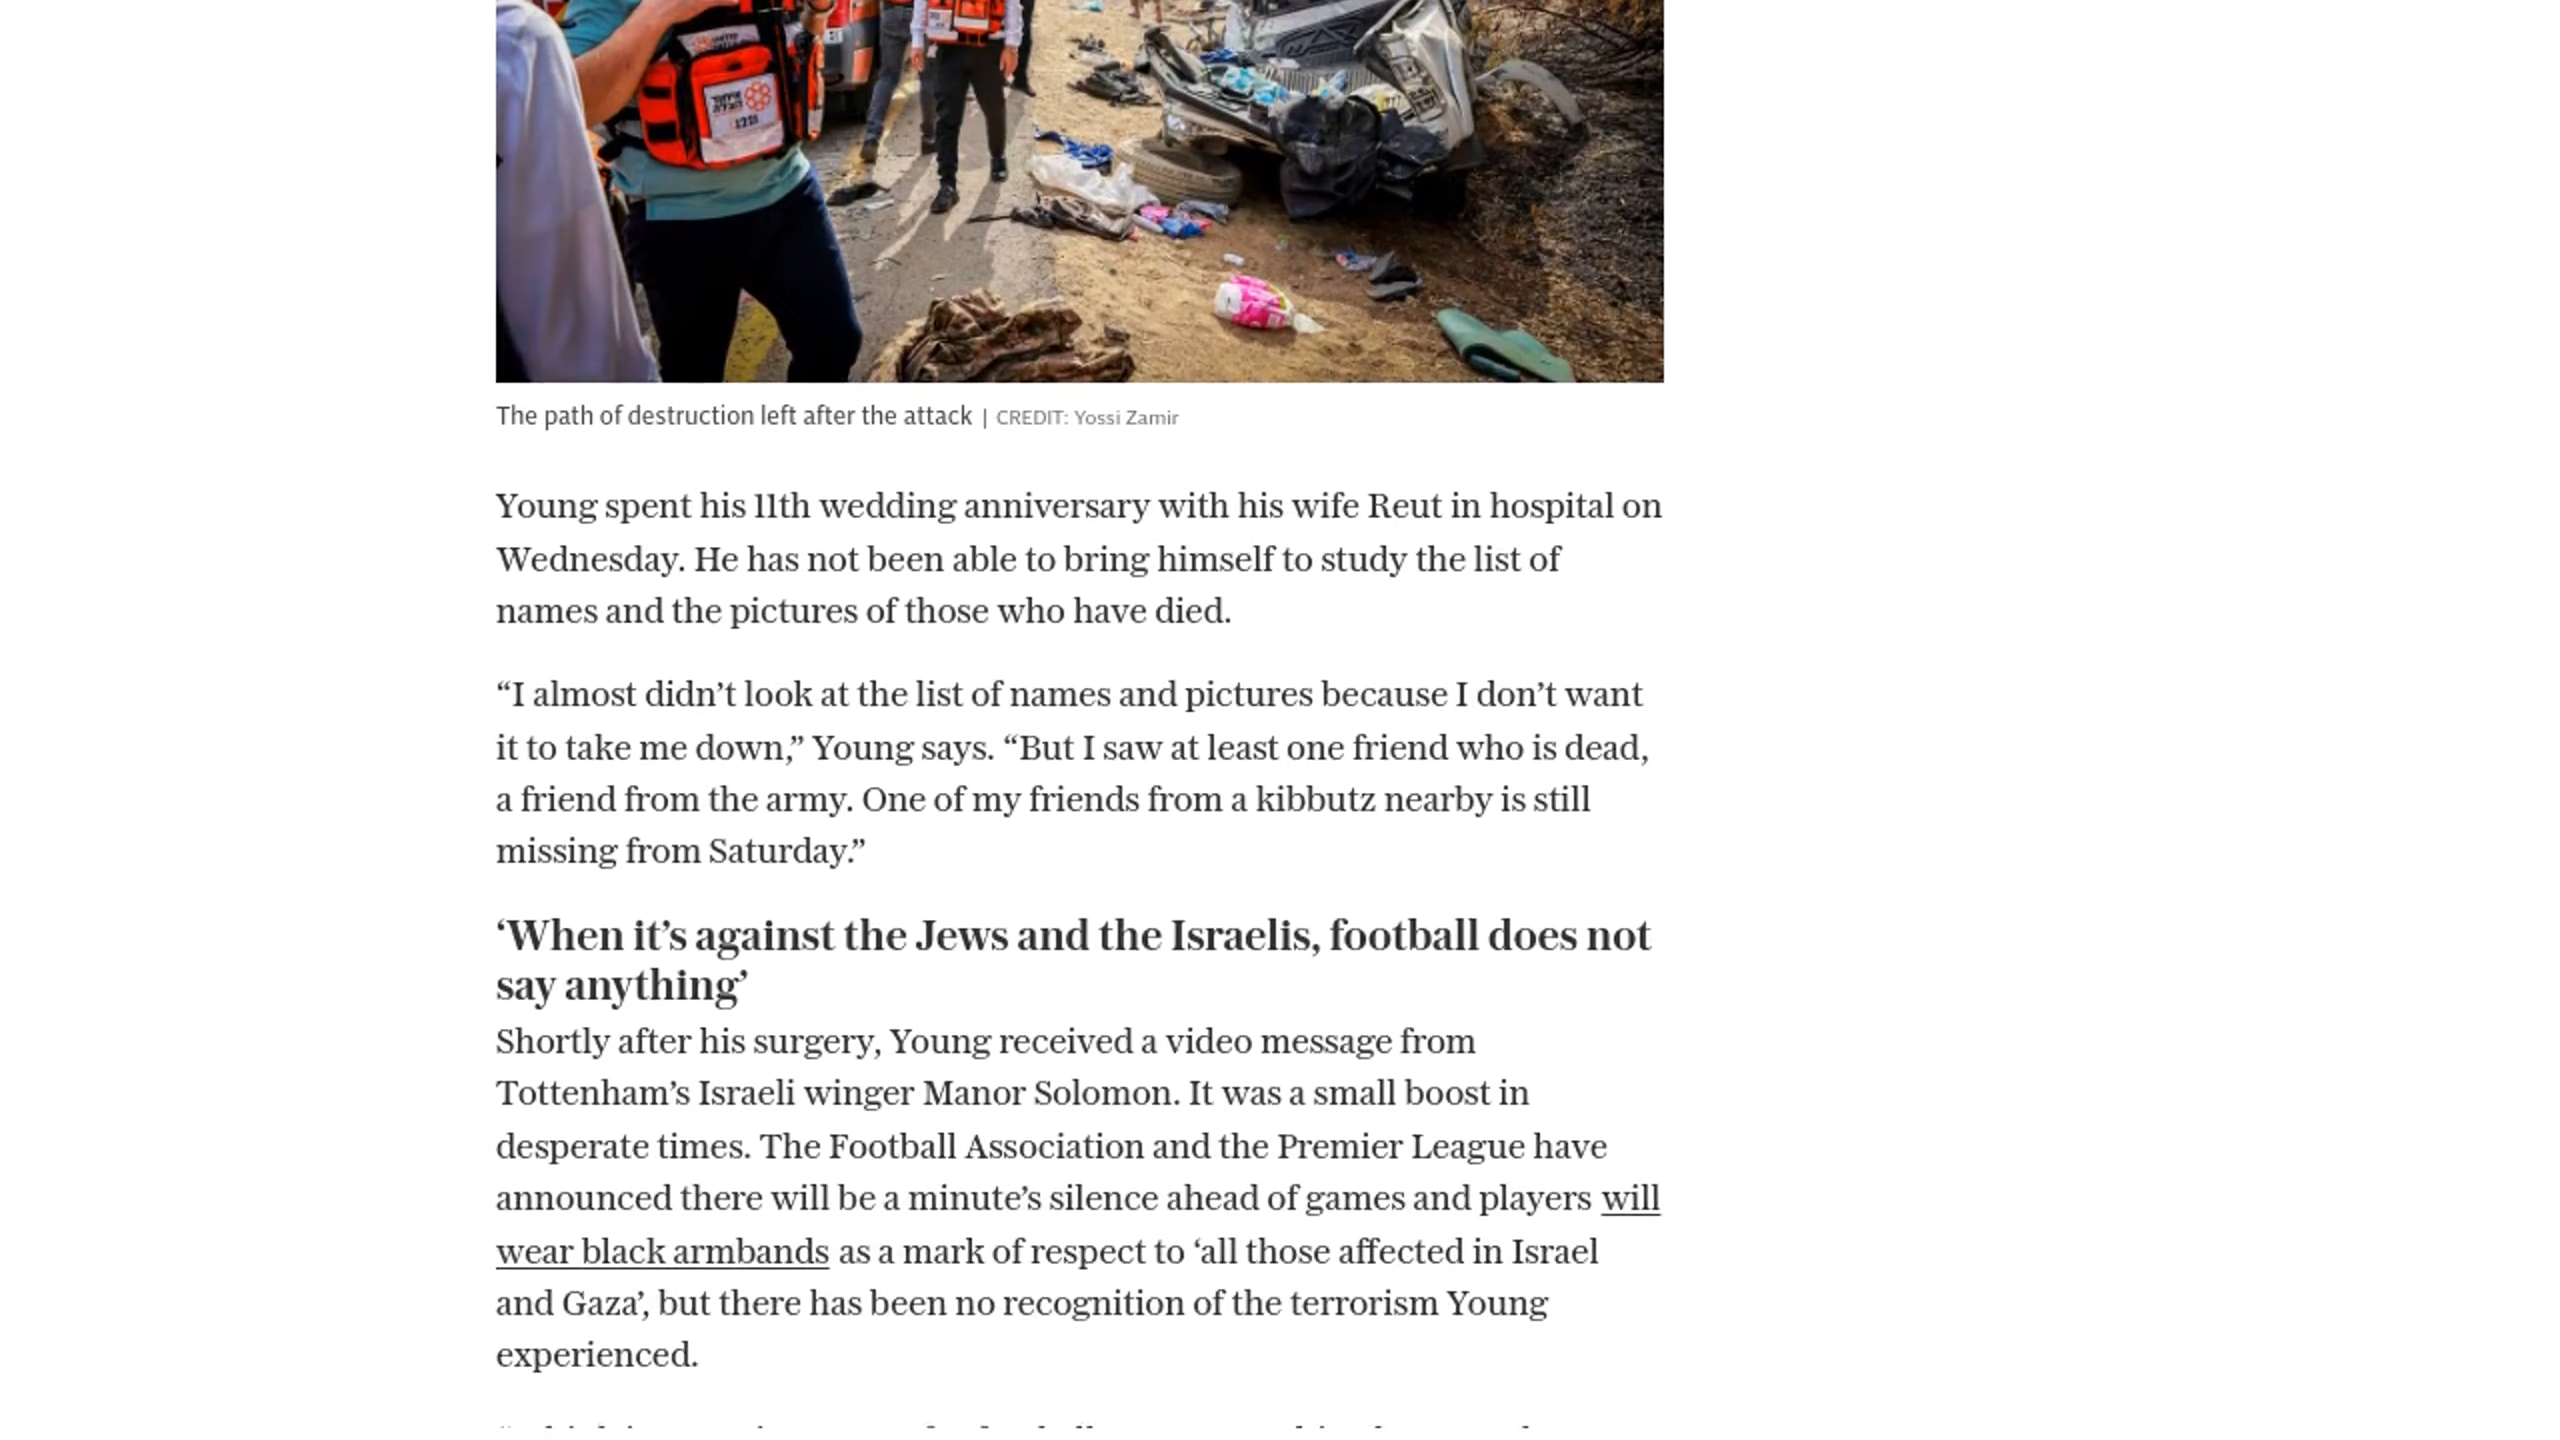 איחוד
הצלה
1221
The path of destruction left after the attack | CREDIT: Yossi Zamir
Young spent his 11th wedding anniversary with his wife Reut in hospital on
Wednesday. He has not been able to bring himself to study the list of
names and the pictures of those who have died.
“I almost didn’t look at the list of names and pictures because I don’t want
it to take me down,” Young says. “But I saw at least one friend who is dead,
a friend from the army. One of my friends from a kibbutz nearby is still
missing from Saturday.”
‘When it’s against the Jews and the Israelis, football does not
say anything’
Shortly after his surgery, Young received a video message from
Tottenham’s Israeli winger Manor Solomon. It was a small boost in
desperate times. The Football Association and the Premier League have
announced there will be a minute’s silence ahead of games and players will
wear black armbands as a mark of respect to ‘all those affected in Israel
and Gaza’, but there has been no recognition of the terrorism Young
experienced.